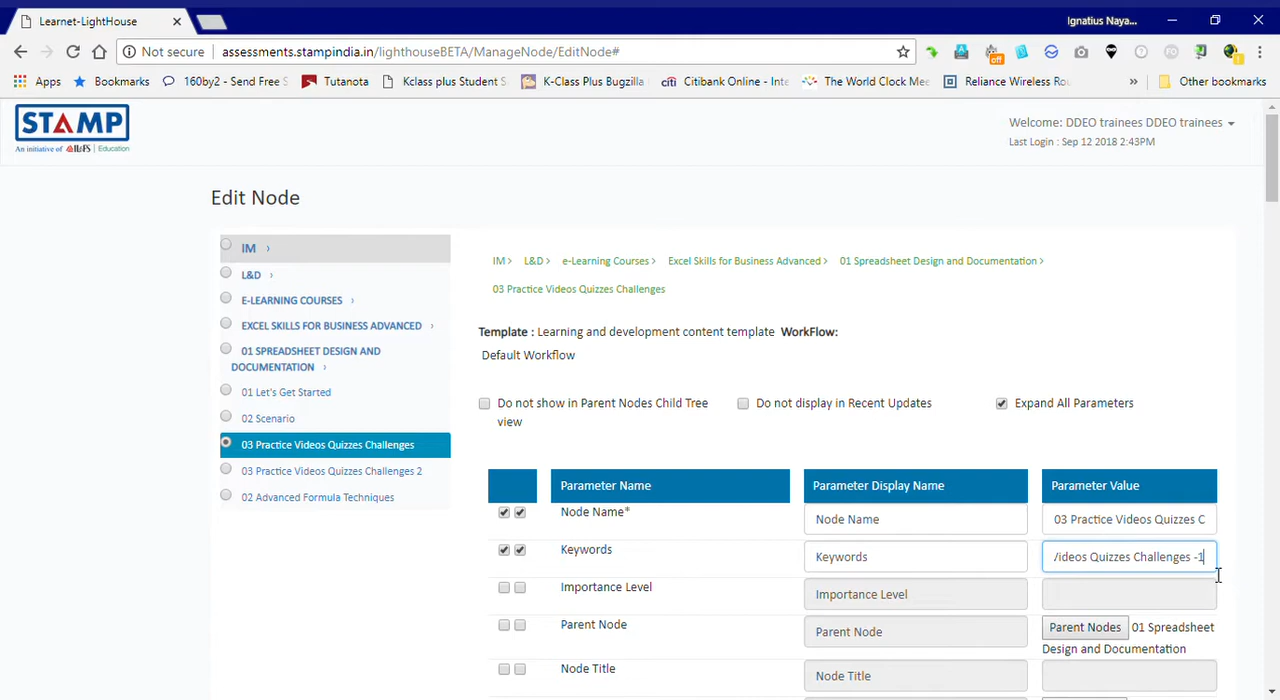 Learnet-LightHouse
Ignatius Naya...
Not secure
assessments.stampindia.in/lighthouseBETA/ManageNode/EditNode#
off
Apps
Bookmarks
160by2 - Send Free S
Tutanota
Kclass plus Student S
K-Class Plus Bugzilla
citi Citibank Online - Inte
The World Clock Mee
Reliance Wireless Rou
»
Other bookmarks
STAMP
An initiative of IL&FS | Education
Welcome: DDEO trainees DDEO trainees
Last Login : Sep 12 2018 2:43PM
Edit Node
IM ›
L&D ›
E-LEARNING COURSES ›
EXCEL SKILLS FOR BUSINESS ADVANCED ›
01 SPREADSHEET DESIGN AND
DOCUMENTATION ›
01 Let's Get Started
02 Scenario
03 Practice Videos Quizzes Challenges
03 Practice Videos Quizzes Challenges 2
02 Advanced Formula Techniques
IM › L&D › e-Learning Courses › Excel Skills for Business Advanced › 01 Spreadsheet Design and Documentation ›
03 Practice Videos Quizzes Challenges
Template : Learning and development content template WorkFlow:
Default Workflow
Do not show in Parent Nodes Child Tree
view
Do not display in Recent Updates
Expand All Parameters
Parameter Name Parameter Display Name Parameter Value
Node Name* Node Name 03 Practice Videos Quizzes C
Keywords Keywords Videos Quizzes Challenges -1
Importance Level Importance Level
Parent Node Parent Node Parent Nodes 01 Spreadsheet
Design and Documentation
Node Title Node Title